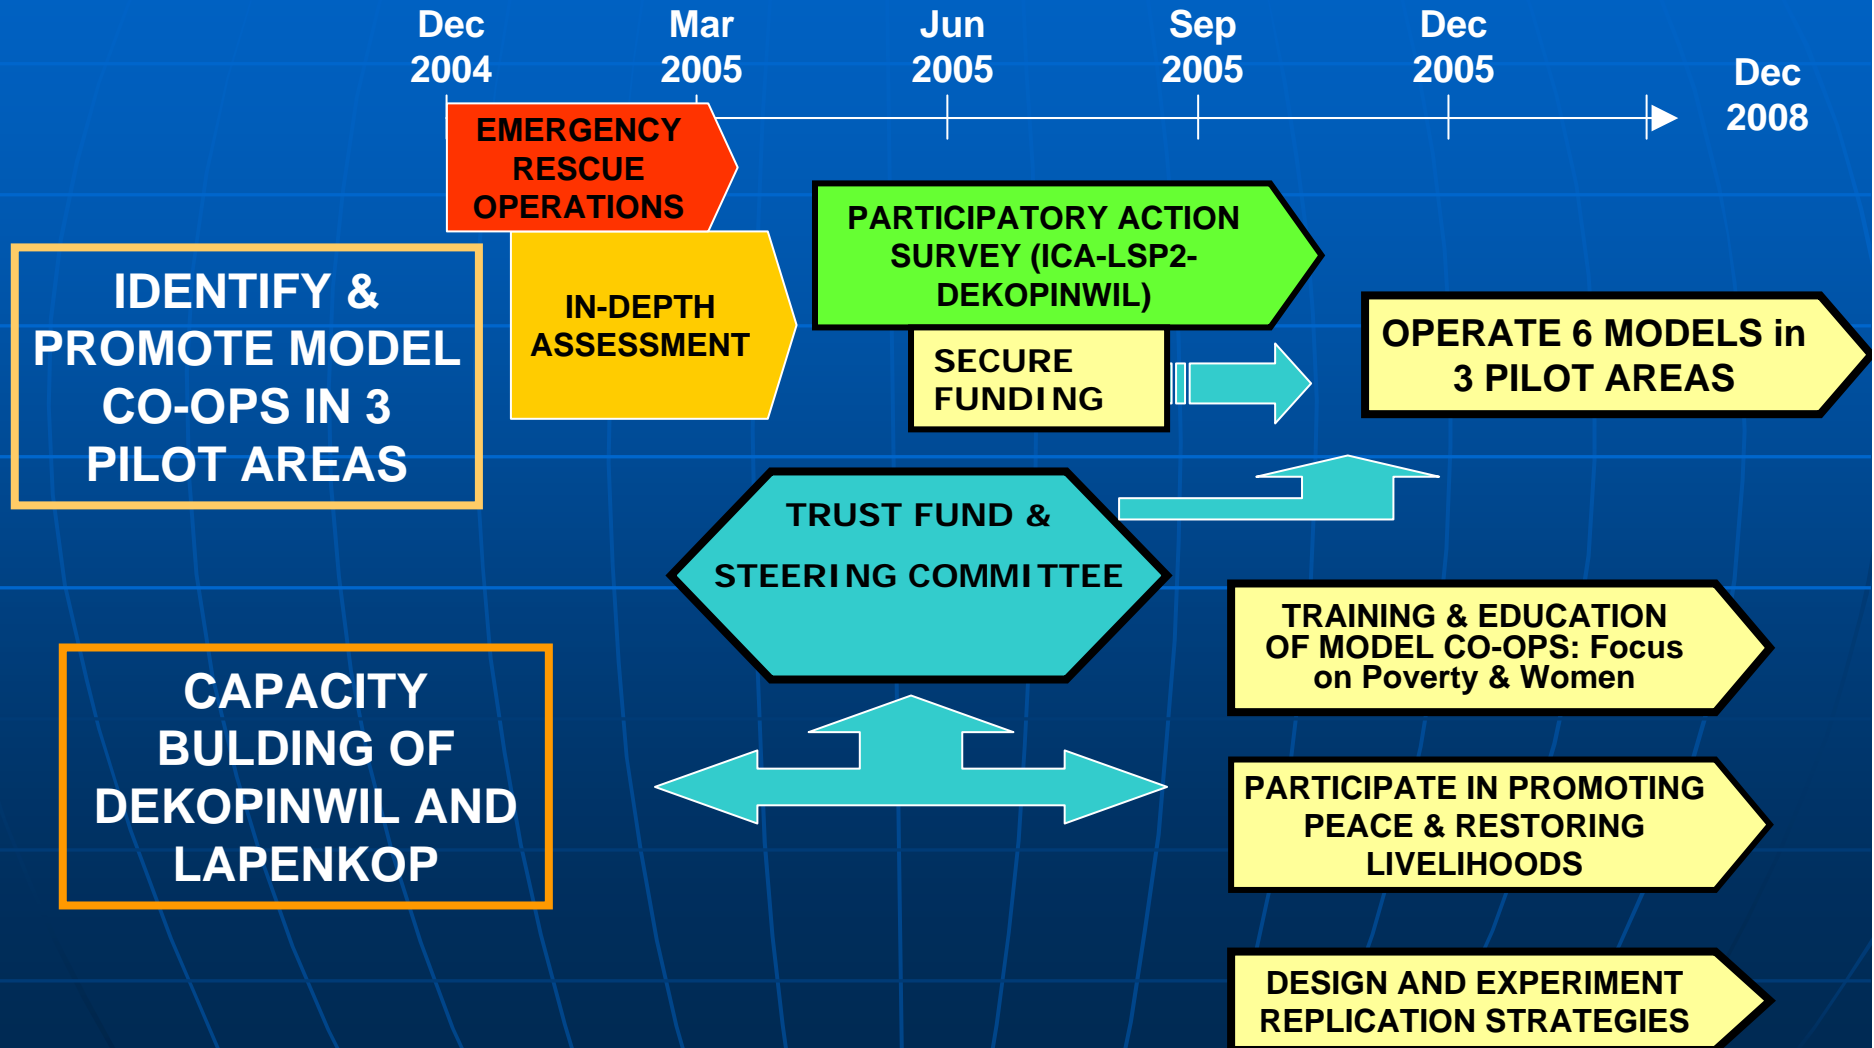 Dec
2004
Mar
2005
Jun
2005
Sep
2005
Dec
2005
Dec
2008
EMERGENCY
RESCUE
OPERATIONS
IDENTIFY &
PROMOTE MODEL
CO-OPS IN 3
PILOT AREAS
IN-DEPTH
ASSESSMENT
PARTICIPATORY ACTION
SURVEY (ICA-LSP2-
DEKOPINWIL)
SECURE
FUNDING
OPERATE 6 MODELS in
3 PILOT AREAS
TRUST FUND &
STEERING COMMITTEE
CAPACITY
BULDING OF
DEKOPINWIL AND
LAPENKOP
TRAINING & EDUCATION
OF MODEL CO-OPS: Focus
on Poverty & Women
PARTICIPATE IN PROMOTING
PEACE & RESTORING
LIVELIHOODS
DESIGN AND EXPERIMENT
REPLICATION STRATEGIES